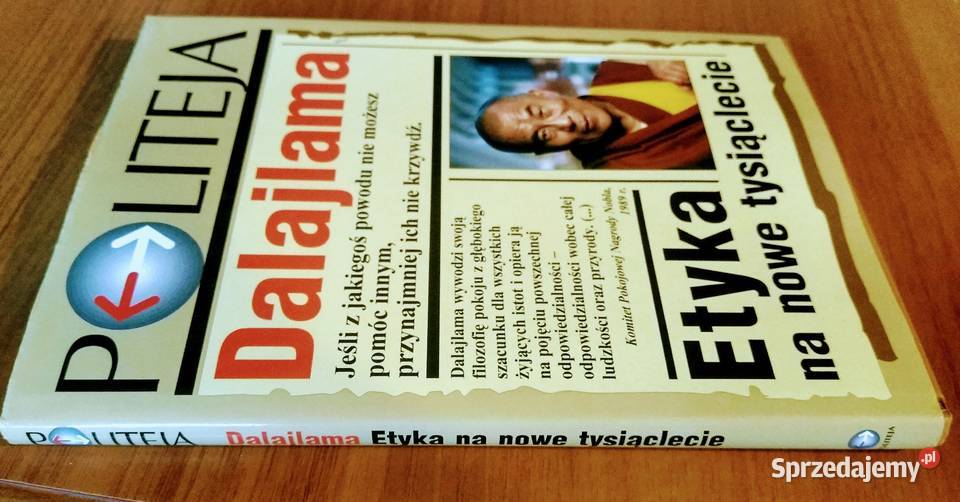 POLITEJA
Dalajlama
Jeśli z jakiegoś powodu nie możesz
pomóc innym,
przynajmniej ich nie krzywdź.
Dalajlama wywodzi swoją
filozofię pokoju z głębokiego
szacunku dla wszystkich
żyjących istot i opiera ją
na pojęciu powszechnej
odpowiedzialności –
odpowiedzialności wobec całej
ludzkości oraz przyrody. (...)
Komitet Pokojowej Nagrody Nobla,
1989 r.
Etyka
na nowe tysiąclecie
POLITEJA Dalajlama Etyka na nowe tysiąclecie POLITEJA
Sprzedajemy.pl